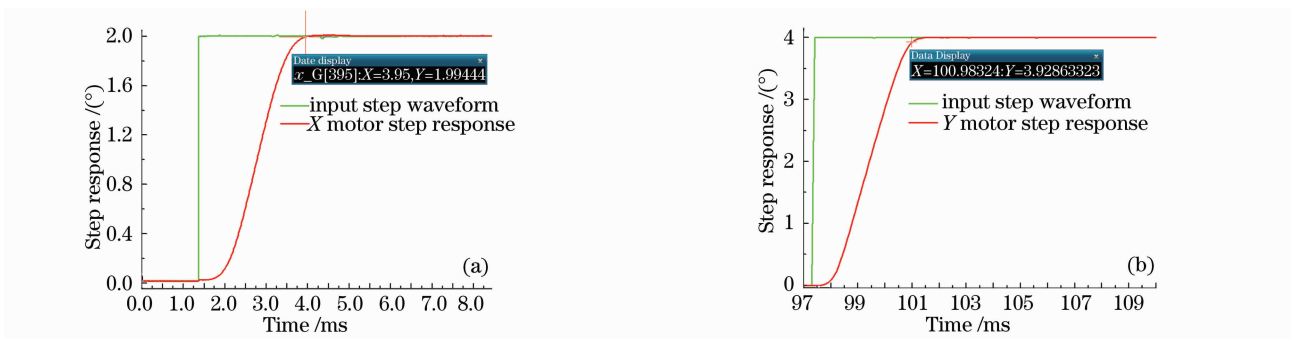 2.0
1.6
1.2
0.8
0.4
0.0
Step response /(°)
Date display
x_G[395]:X=3.95,Y=1.99444
input step waveform
X motor step response
(a)
0.0 1.0 2.0 3.0 4.0 5.0 6.0 7.0 8.0
Time /ms
4
3
2
1
0
Step response /(°)
Data Display
X=100.98324:Y=3.92863323
input step waveform
Y motor step response
(b)
97 99 101 103 105 107 109
Time /ms